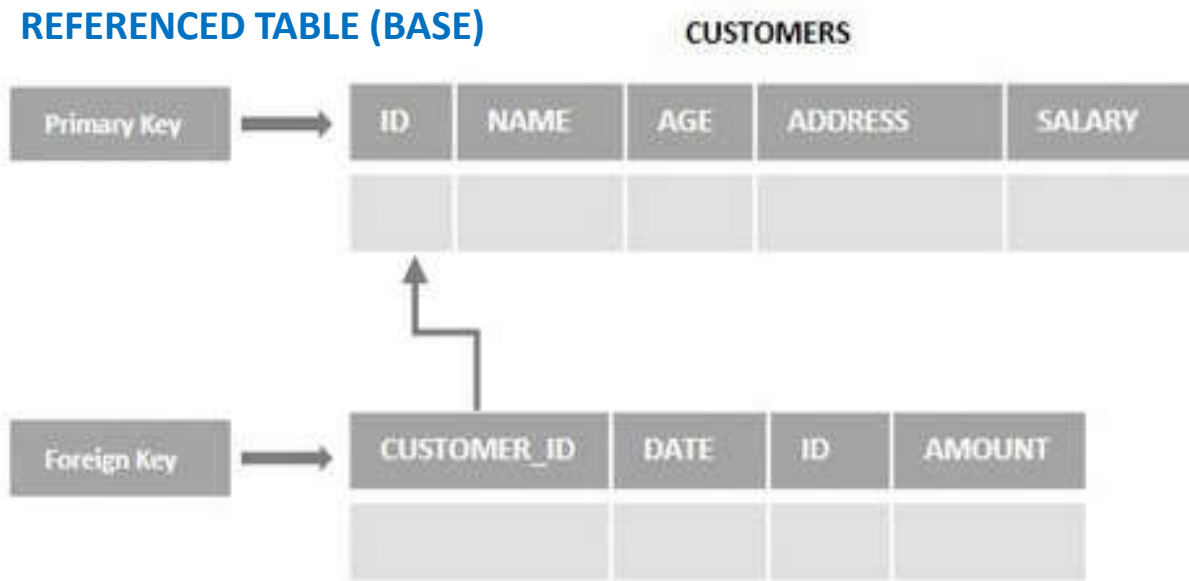 REFERENCED TABLE (BASE)
CUSTOMERS
Primary Key
ID NAME AGE ADDRESS SALARY
Foreign Key
CUSTOMER_ID DATE ID AMOUNT